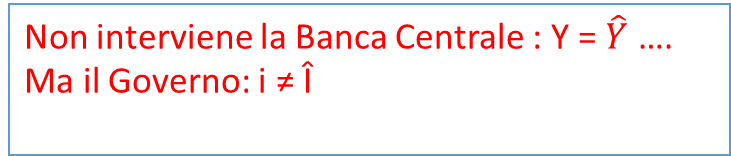 Non interviene la Banca Centrale : Y = Ŷ ....
Ma il Governo: i ≠ Î